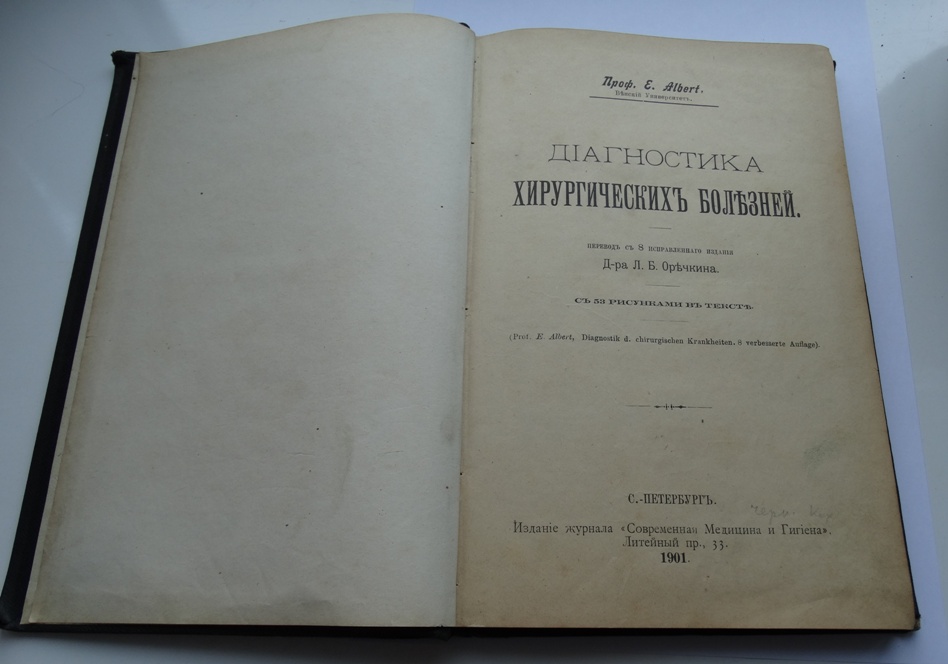 Проф. E. Albert.
Вѣнскій Университетъ.
ДІАГНОСТИКА
ХИРУРГИЧЕСКИХЪ БОЛѢЗНЕЙ.
ПЕРЕВОДЪ СЪ 8 ИСПРАВЛЕННАГО ИЗДАНІЯ
Д-ра Л. Б. Орѣчкина.
СЪ 53 РИСУНКАМИ ВЪ ТЕКСТѢ.
(Prof. E. Albert, Diagnostik d. chirurgischen Krankheiten. 8 verbesserte Auflage).
С.-ПЕТЕРБУРГЪ.
Изданіе журнала «Современная Медицина и Гигіена».
Литейный пр., 33.
1901.